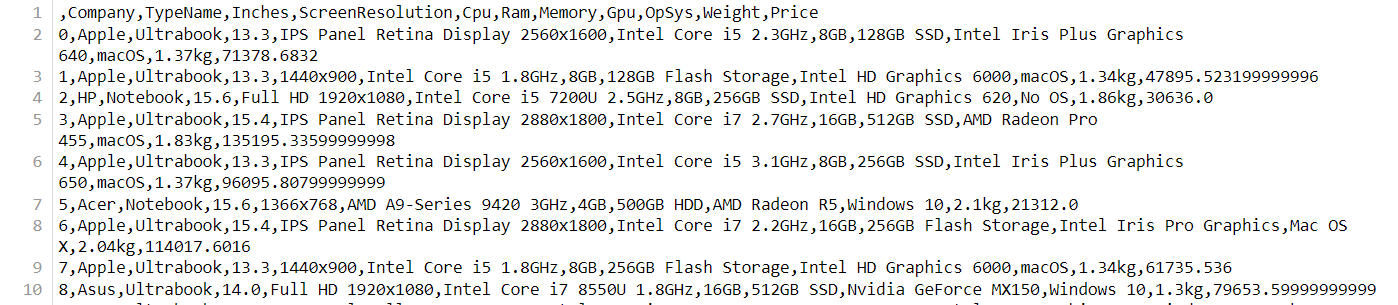 1 ,Company,TypeName,Inches,ScreenResolution,Cpu,Ram,Memory,Gpu,OpSys,Weight,Price
2 0,Apple,Ultrabook,13.3,IPS Panel Retina Display 2560x1600,Intel Core i5 2.3GHz,8GB,128GB SSD,Intel Iris Plus Graphics
640,macOS,1.37kg,71378.6832
3 1,Apple,Ultrabook,13.3,1440x900,Intel Core i5 1.8GHz,8GB,128GB Flash Storage,Intel HD Graphics 6000,macOS,1.34kg,47895.523199999996
4 2,HP,Notebook,15.6,Full HD 1920x1080,Intel Core i5 7200U 2.5GHz,8GB,256GB SSD,Intel HD Graphics 620,No OS,1.86kg,30636.0
5 3,Apple,Ultrabook,15.4,IPS Panel Retina Display 2880x1800,Intel Core i7 2.7GHz,16GB,512GB SSD,AMD Radeon Pro
455,macOS,1.83kg,135195.33599999998
6 4,Apple,Ultrabook,13.3,IPS Panel Retina Display 2560x1600,Intel Core i5 3.1GHz,8GB,256GB SSD,Intel Iris Plus Graphics
650,macOS,1.37kg,96095.80799999999
7 5,Acer,Notebook,15.6,1366x768,AMD A9-Series 9420 3GHz,4GB,500GB HDD,AMD Radeon R5,Windows 10,2.1kg,21312.0
8 6,Apple,Ultrabook,15.4,IPS Panel Retina Display 2880x1800,Intel Core i7 2.2GHz,16GB,256GB Flash Storage,Intel Iris Pro Graphics,Mac OS
X,2.04kg,114017.6016
9 7,Apple,Ultrabook,13.3,1440x900,Intel Core i5 1.8GHz,8GB,256GB Flash Storage,Intel HD Graphics 6000,macOS,1.34kg,61735.536
10 8,Asus,Ultrabook,14.0,Full HD 1920x1080,Intel Core i7 8550U 1.8GHz,16GB,512GB SSD,Nvidia GeForce MX150,Windows 10,1.3kg,79653.59999999999